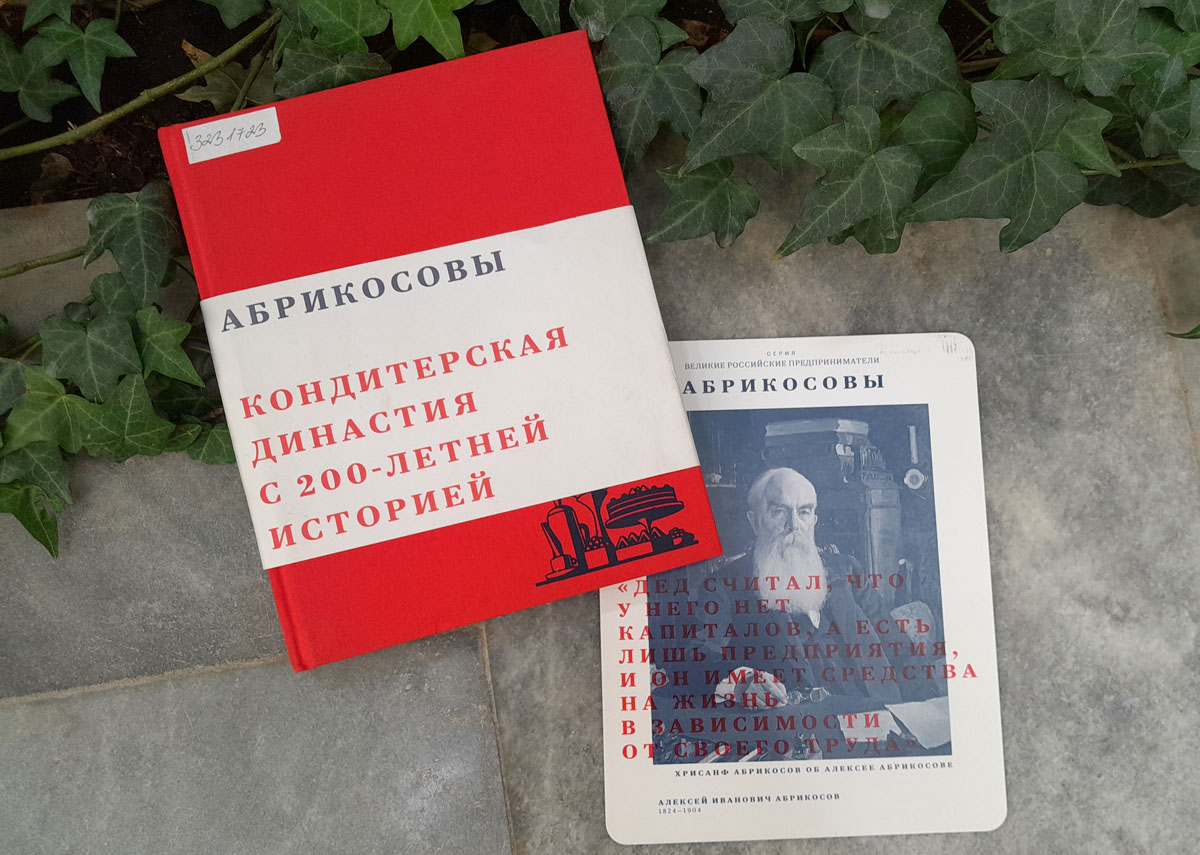 3231723
АБРИКОСОВЫ
КОНДИТЕРСКАЯ
ДИНАСТИЯ
С 200-ЛЕТНЕЙ
ИСТОРИЕЙ
СЕРИЯ
ВЕЛИКИЕ РОССИЙСКИЕ ПРЕДПРИНИМАТЕЛИ
АБРИКОСОВЫ
«ДЕД СЧИТАЛ, ЧТО
У НЕГО НЕТ
КАПИТАЛОВ, А ЕСТЬ
ЛИШЬ ПРЕДПРИЯТИЯ,
И ОН ИМЕЕТ СРЕДСТВА
НА ЖИЗНЬ
В ЗАВИСИМОСТИ
ОТ СВОЕГО ТРУДА»
ХРИСАНФ АБРИКОСОВ ОБ АЛЕКСЕЕ АБРИКОСОВЕ
АЛЕКСЕЙ ИВАНОВИЧ АБРИКОСОВ
1824—1904